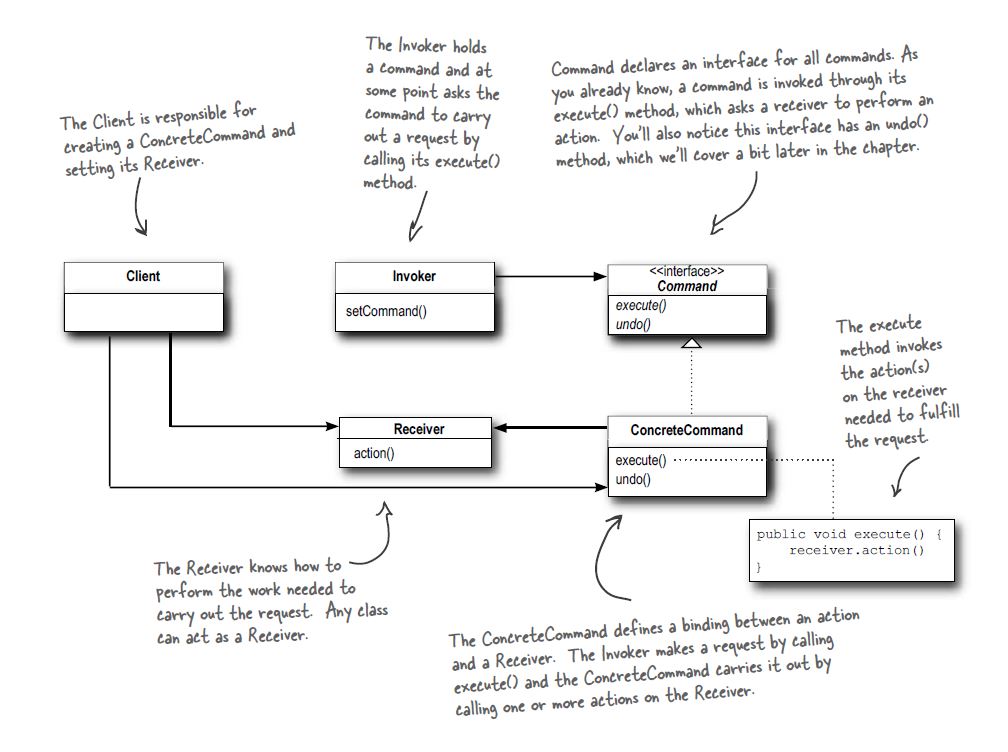 The Client is responsible for
creating a ConcreteCommand and
setting its Receiver.
The Invoker holds
a command and at
some point asks the
command to carry
out a request by
calling its execute()
method.
Command declares an interface for all commands. As
you already know, a command is invoked through its
execute() method, which asks a receiver to perform an
action. You'll also notice this interface has an undo()
method, which we'll cover a bit later in the chapter.
Client
Invoker
setCommand()
<<interface>>
Command
execute()
undo()
The execute
method invokes
the action(s)
on the receiver
needed to fulfill
the request.
Receiver
action()
ConcreteCommand
execute()
undo()
public void execute() {
receiver.action()
}
The Receiver knows how to
perform the work needed to
carry out the request. Any class
can act as a Receiver.
The ConcreteCommand defines a binding between an action
and a Receiver. The Invoker makes a request by calling
execute() and the ConcreteCommand carries it out by
calling one or more actions on the Receiver.